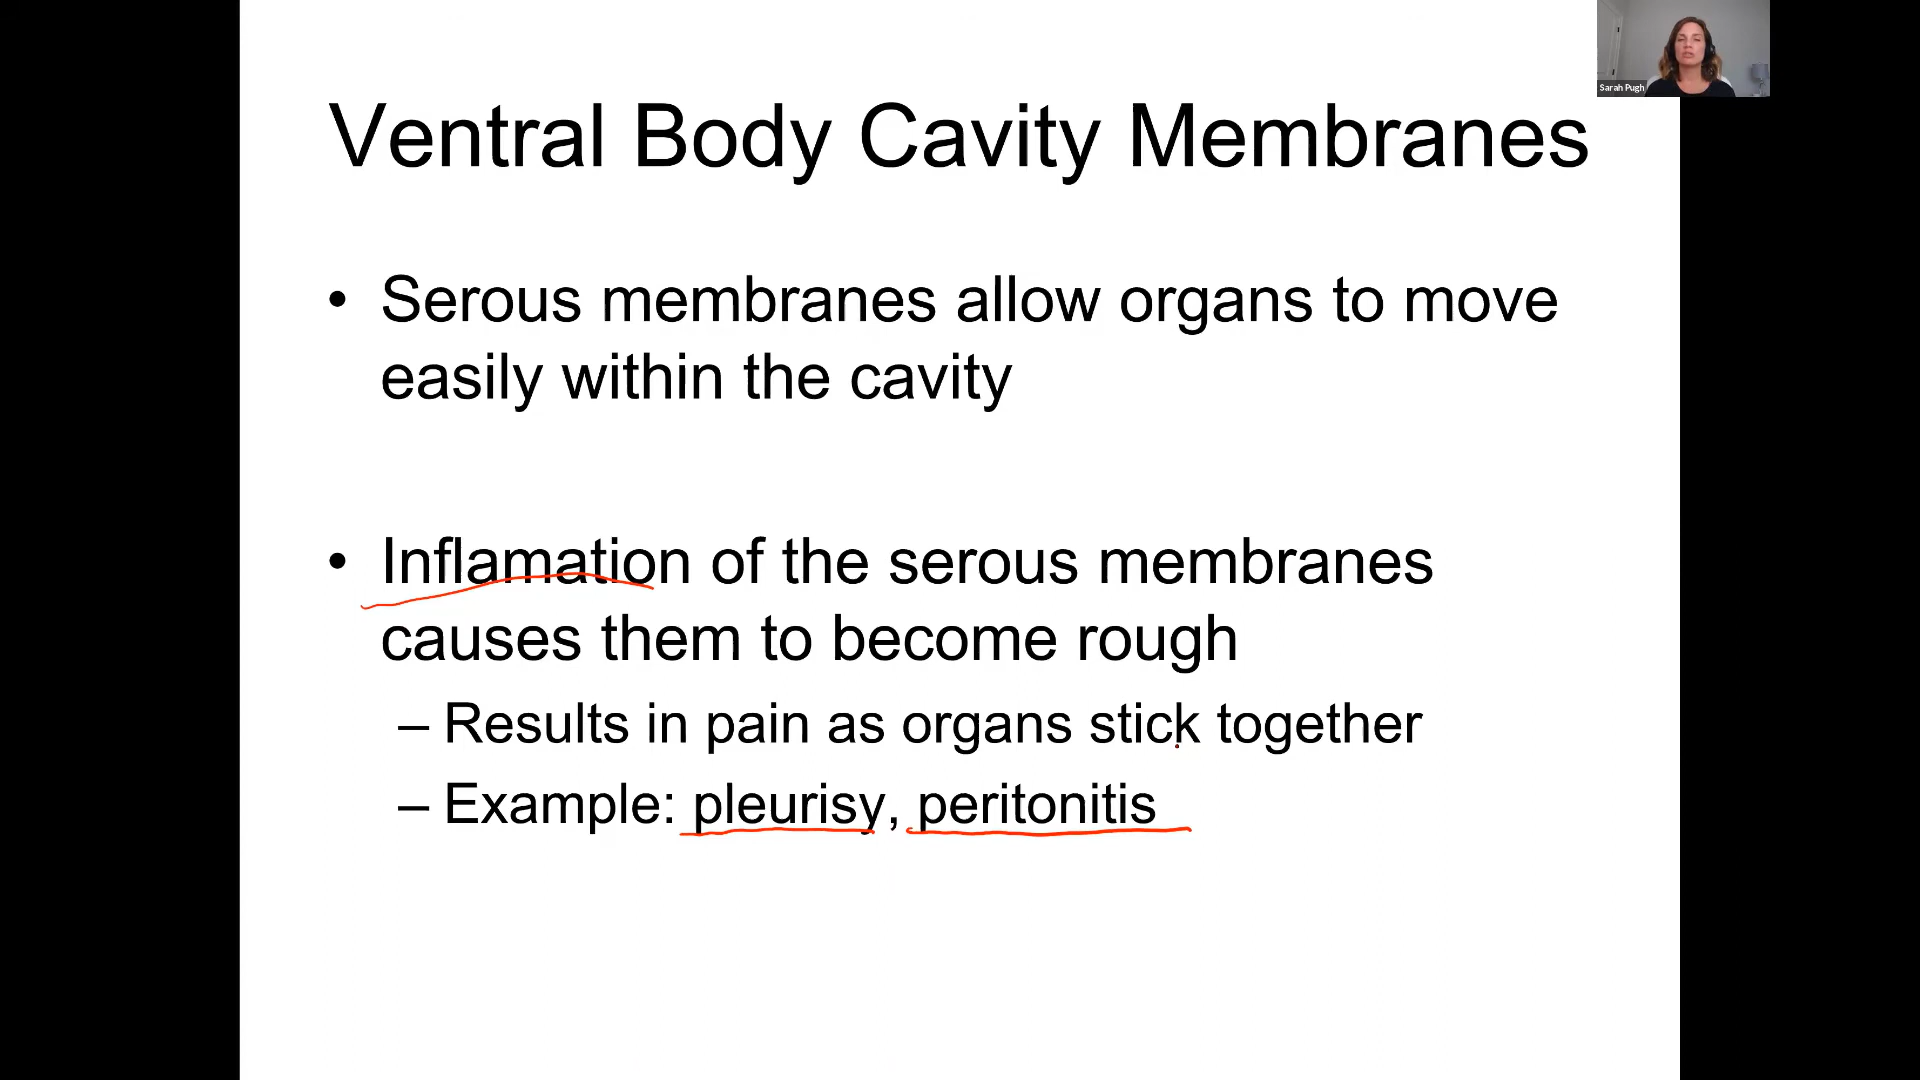 Sarah Pugh
Ventral Body Cavity Membranes
• Serous membranes allow organs to move
easily within the cavity
• Inflamation of the serous membranes
causes them to become rough
– Results in pain as organs stick together
– Example: pleurisy, peritonitis